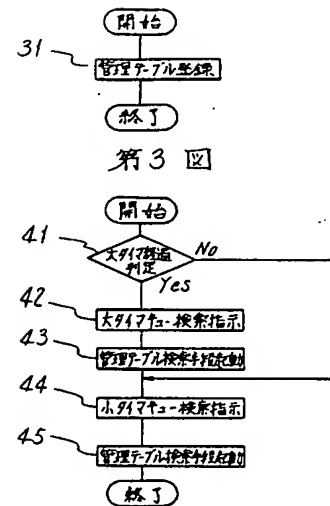 開始
31
管理テーブル登録
終了
第3図
開始
41
大タイマ経過
判定
No
Yes
42
大タイマキュー検索指示
43
管理テーブル検索手段起動
44
小タイマキュー検索指示
45
管理テーブル検索手段起動
終了